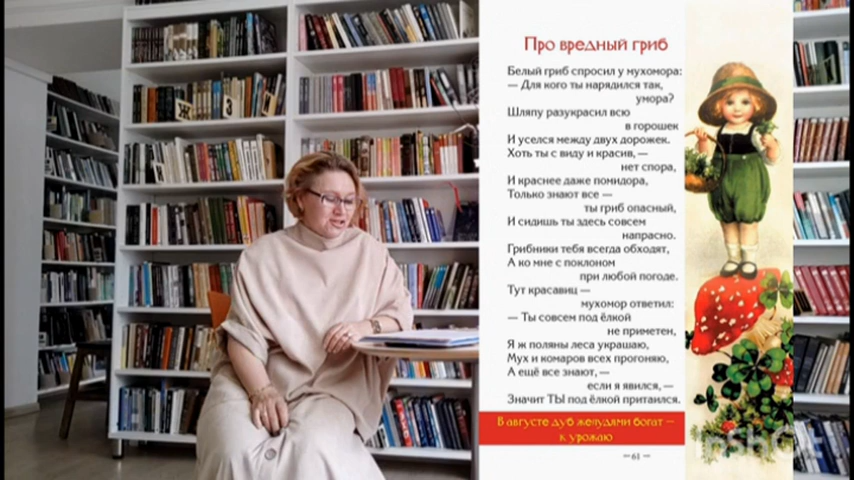 Про вредный гриб
Белый гриб спросил у мухомора:
— Для кого ты нарядился так,
умора?
Шляпу разукрасил всю
в горошек
И уселся между двух дорожек.
Хоть ты с виду и красив, —
нет спора,
И краснее даже помидора,
Только знают все —
ты гриб опасный,
И сидишь ты здесь совсем
напрасно.
Грибники тебя всегда обходят,
А ко мне с поклоном
при любой погоде.
Тут красавиц —
мухомор ответил:
— Ты совсем под ёлкой
не приметен,
Я ж поляны леса украшаю,
Мух и комаров всех прогоняю,
А ещё все знают, —
если я явился, —
Значит ТЫ под ёлкой притаился.
В августе дуб желудями богат —
к урожаю
61
Ж
З
InShOt